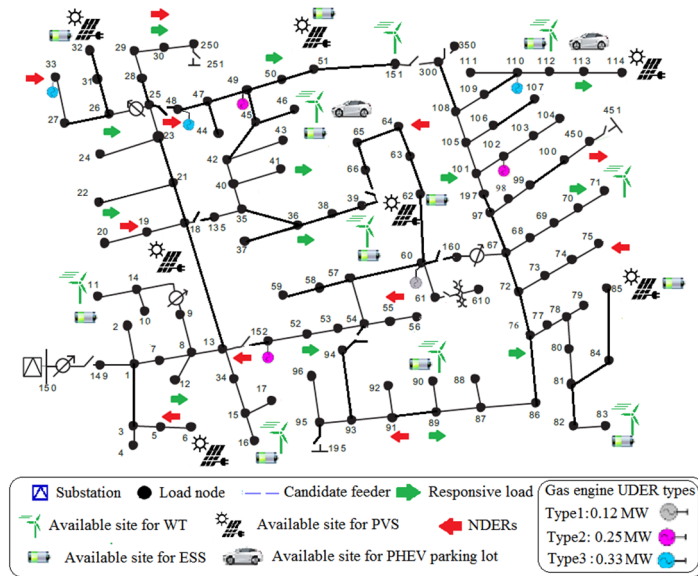 32 29 30 250 51 350
33 251 50 151 300 111 110 112 113 114
31 28 49
25 48 47 46 109 107
26 45 108 106 104 451
27 44 64 103
23 43 65 105 102 450
24 42 63 101 100
21 41 66 99
22 40 62 197 98 71
39 97 70
19 18 35 36 38 69
20 135 37 68
60 160 67 75
11 14 59 58 57 74
9 73 85
2 10 61 610 72
152 52 53 54 55 56 76 77 78 79
7 8 13 94
150 149 1 12 34 96 92 90 88 80 84
17 81
3 5 6 15 95 93 91 89 87 86 82 83
4 16 195
Substation Load node Candidate feeder Responsive load
Available site for WT Available site for PVS NDERs
Available site for ESS Available site for PHEV parking lot
Gas engine UDER types
Type1:0.12 MW
Type2:0.25MW
Type3:0.33 MW